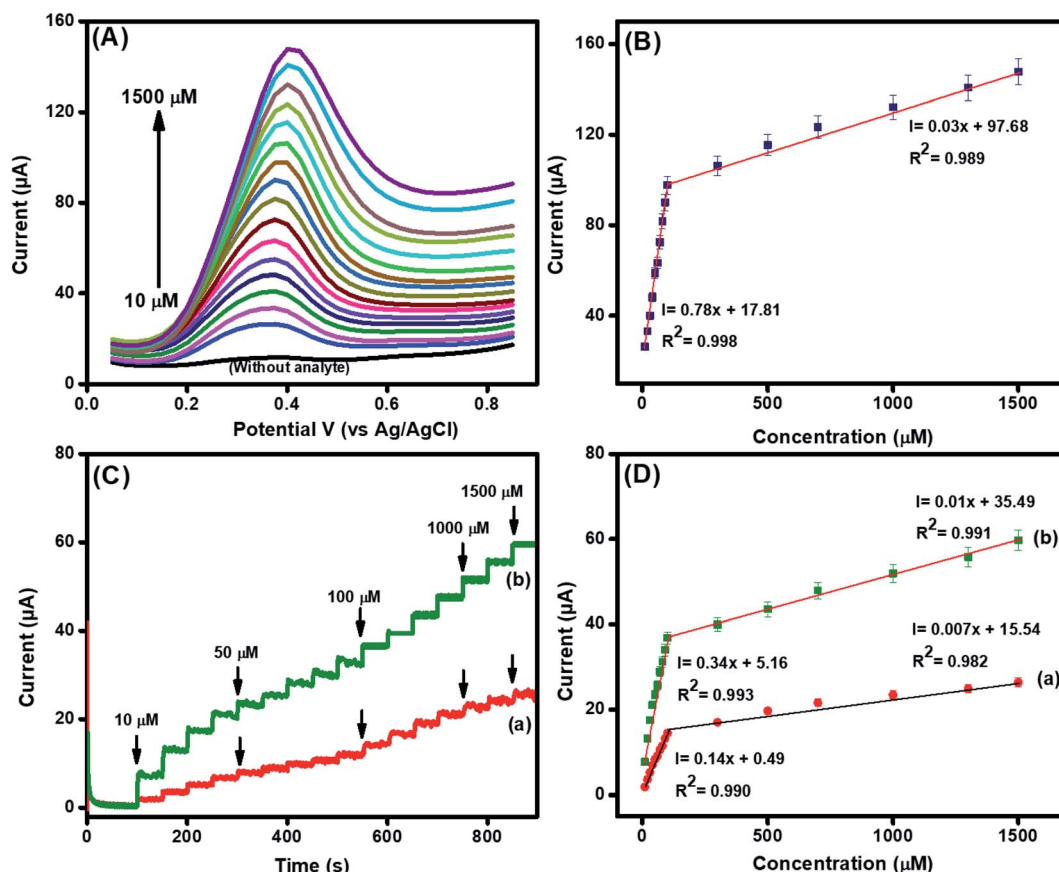 (A)
160
120
80
40
0
Current (µA)
1500 µM
10 µM
(Without analyte)
0.0 0.2 0.4 0.6 0.8
Potential V (vs Ag/AgCl)
(B)
160
120
80
40
Current (µA)
I= 0.03x + 97.68
R²= 0.989
I= 0.78x + 17.81
R²= 0.998
0 500 1000 1500
Concentration (µM)
(C)
80
60
40
20
0
Current (µA)
1500 µM
1000 µM
100 µM
50 µM
10 µM
(b)
(a)
0 200 400 600 800
Time (s)
(D)
80
60
40
20
0
Current (µA)
I= 0.01x + 35.49
R²= 0.991
(b)
I= 0.007x + 15.54
R²= 0.982
(a)
I= 0.34x + 5.16
R²= 0.993
I= 0.14x + 0.49
R²= 0.990
0 500 1000 1500
Concentration (µM)